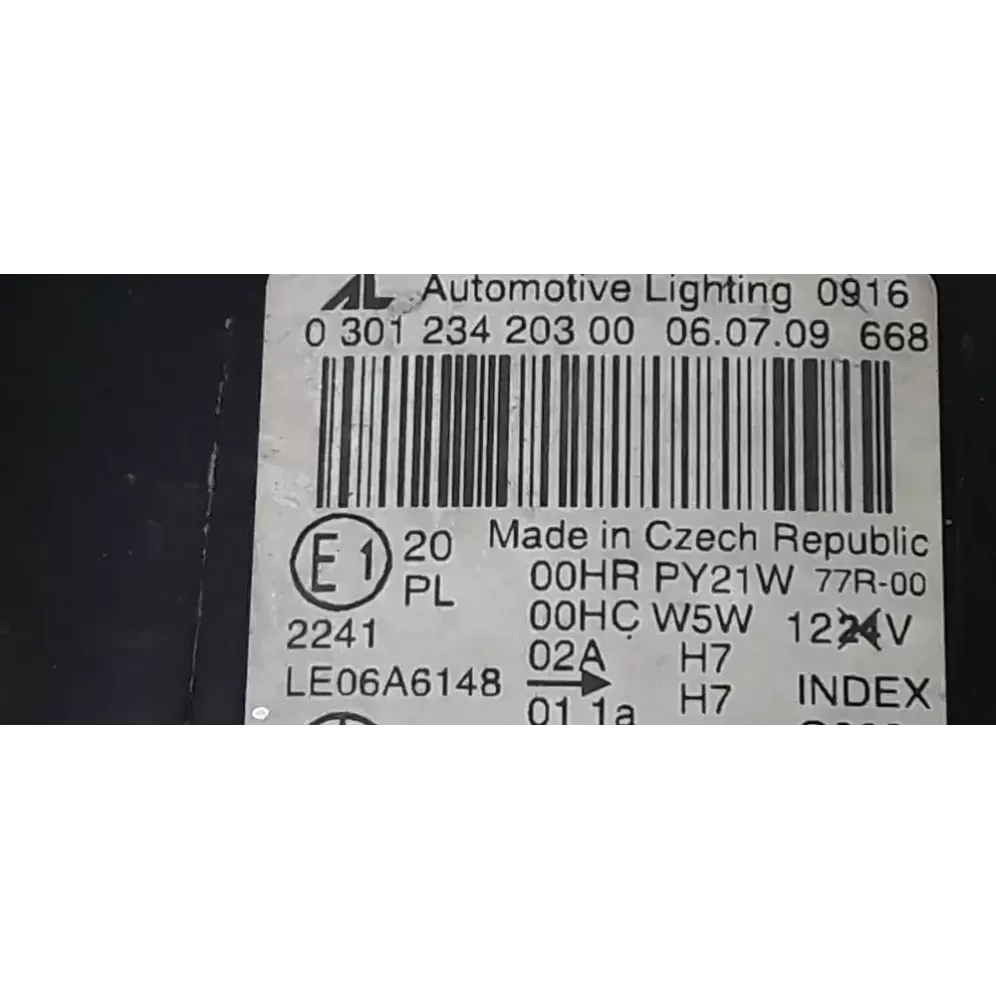 AL Automotive Lighting 0916
0 301 234 203 00 06.07.09 668
E1 20 PL
Made in Czech Republic
00HR PY21W 77R-00
00HC W5W 1224V
2241
02A H7
LE06A6148
01 1a H7 INDEX